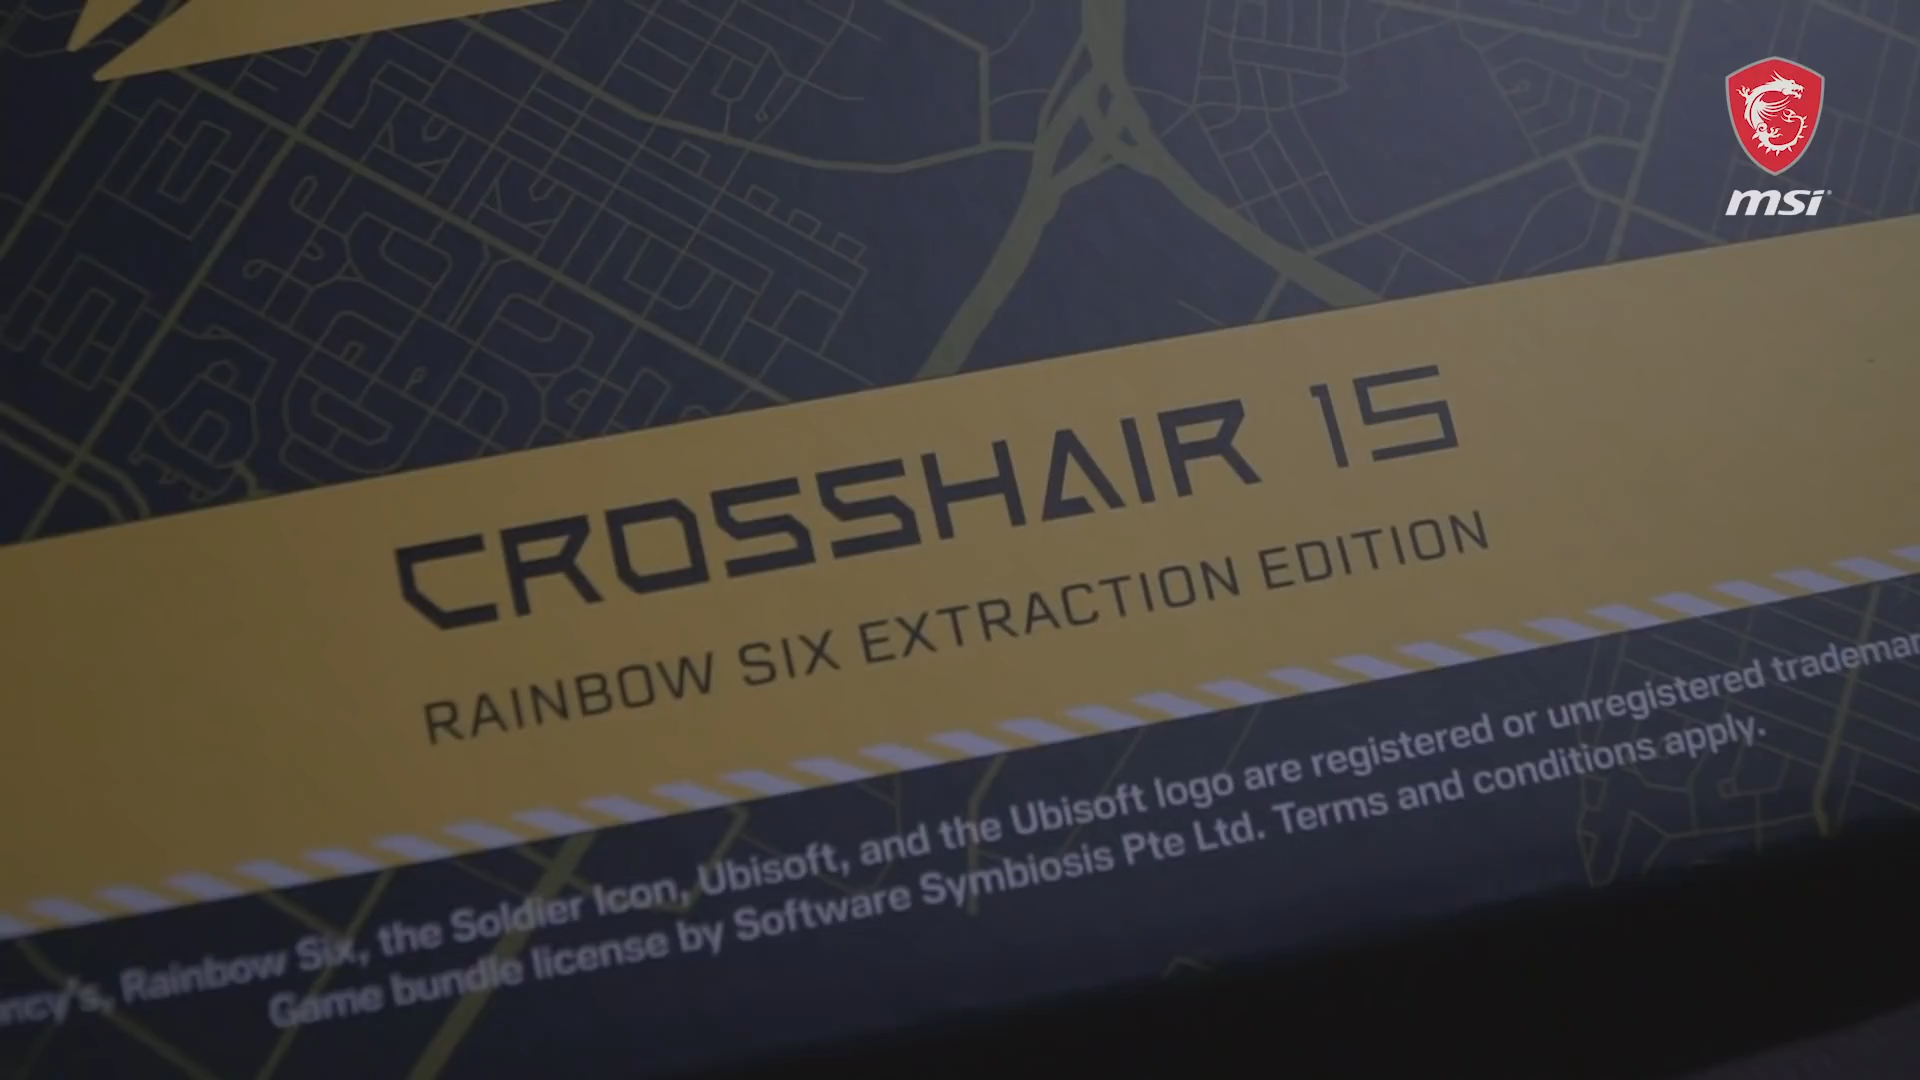 msi
CROSSHAIR 15
RAINBOW SIX EXTRACTION EDITION
Rainbow Six, the Soldier Icon, Ubisoft, and the Ubisoft logo are registered or unregistered
Game bundle license by Software Symbiosis Pte Ltd. Terms and conditions apply.